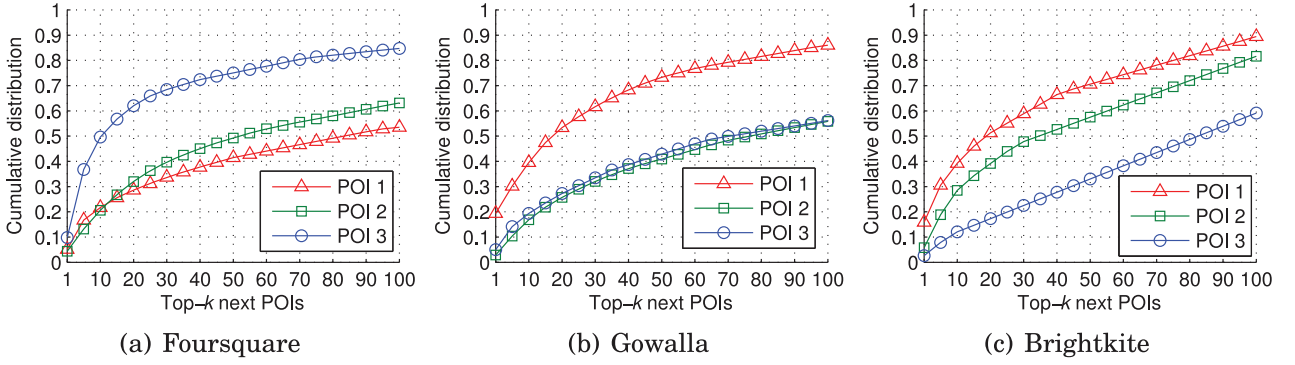 Cumulative distribution
1
0.9
0.8
0.7
0.6
0.5
0.4
0.3
0.2
0.1
0
1 10 20 30 40 50 60 70 80 90 100
Top–k next POIs
POI 1
POI 2
POI 3
(a) Foursquare
Cumulative distribution
1
0.9
0.8
0.7
0.6
0.5
0.4
0.3
0.2
0.1
0
1 10 20 30 40 50 60 70 80 90 100
Top–k next POIs
POI 1
POI 2
POI 3
(b) Gowalla
Cumulative distribution
1
0.9
0.8
0.7
0.6
0.5
0.4
0.3
0.2
0.1
0
1 10 20 30 40 50 60 70 80 90 100
Top–k next POIs
POI 1
POI 2
POI 3
(c) Brightkite